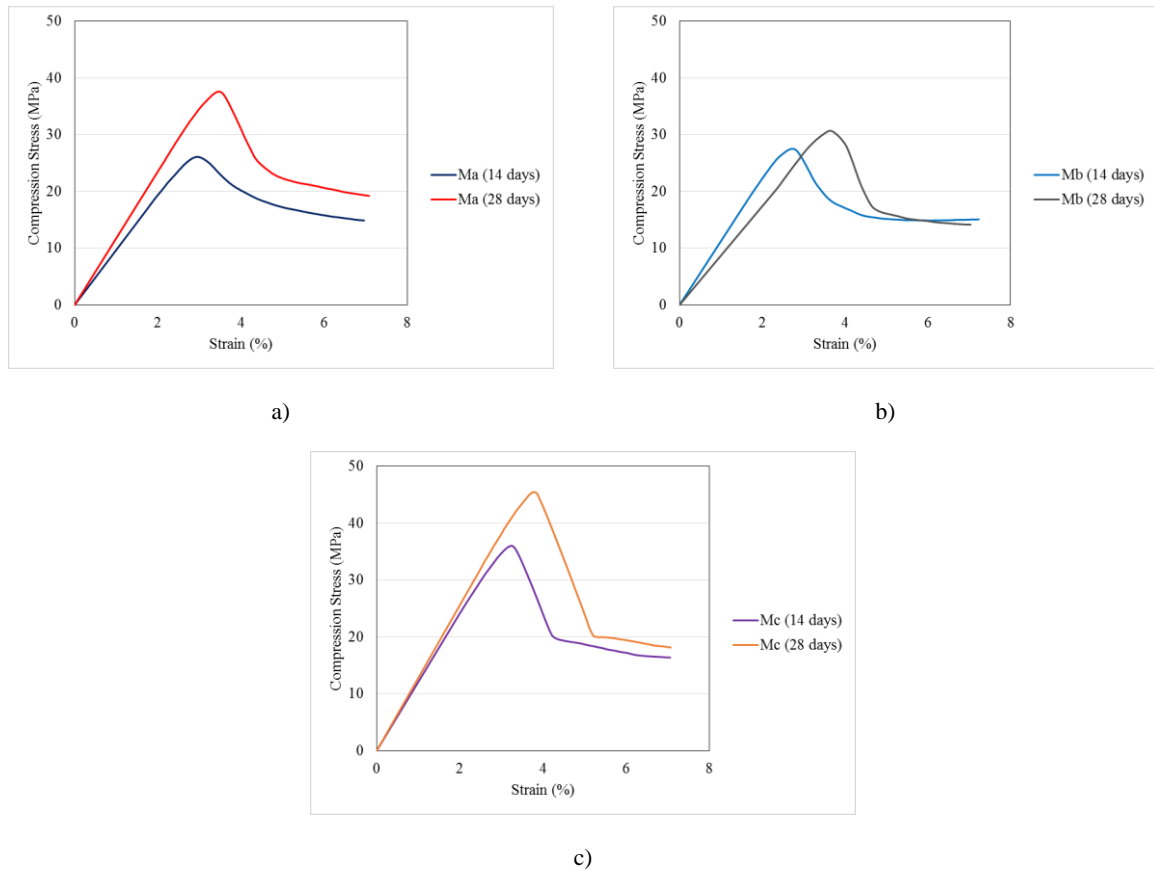 50
40
30
20
10
0
0 2 4 6 8
Compression Stress (MPa)
Strain (%)
Ma (14 days)
Ma (28 days)
a)
50
40
30
20
10
0
0 2 4 6 8
Compression Stress (MPa)
Strain (%)
Mb (14 days)
Mb (28 days)
b)
50
40
30
20
10
0
0 2 4 6 8
Compression Stress (MPa)
Strain (%)
Mc (14 days)
Mc (28 days)
c)